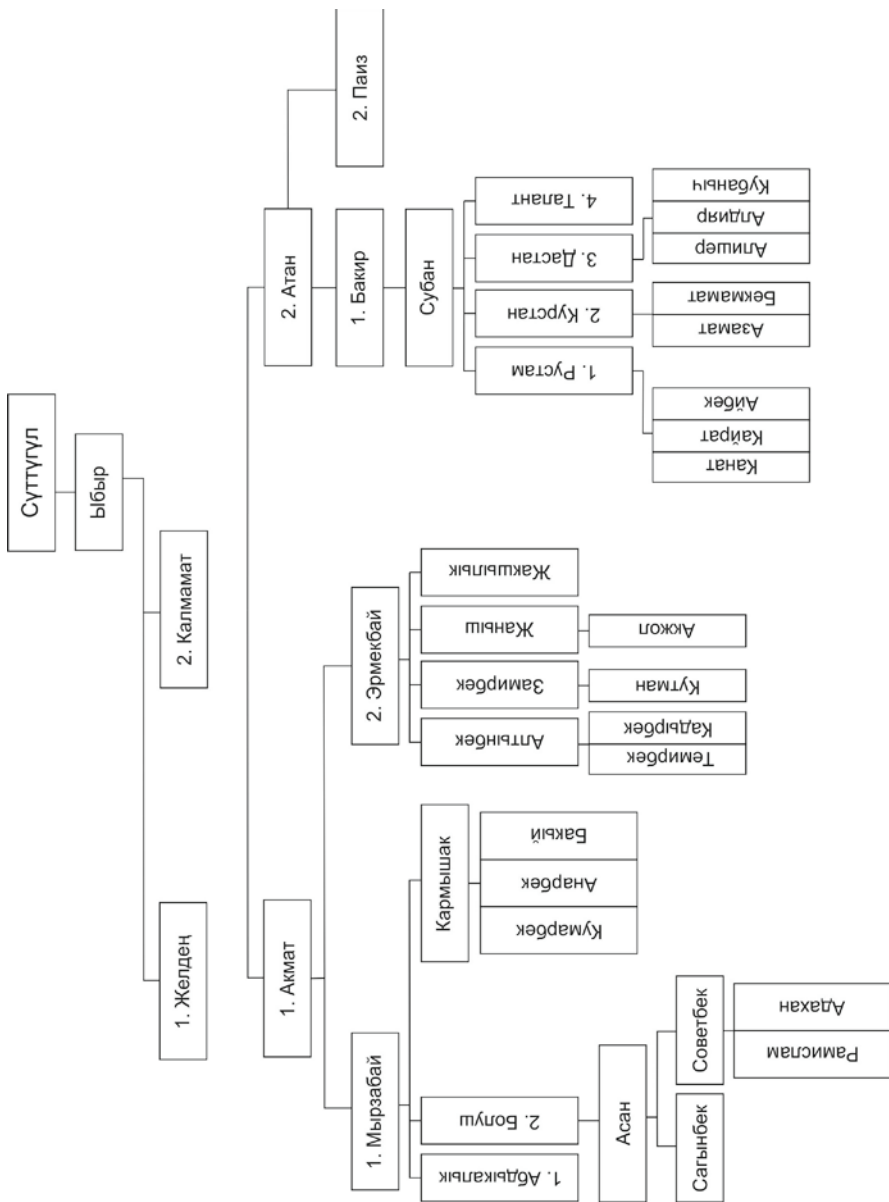 Сүттүгүл
Ыбыр
1. Желдең
2. Калмамат
1. Акмат
2. Атан
1. Мырзабай
2. Эрмекбай
1. Бакир
2. Паиз
1. Абдыкалык
2. Болуш
Кармышак
Алтынбек
Замирбек
Жаныш
Жакшылык
Субан
Асан
Кумарбек
Анарбек
Бакый
Темирбек
Кадырбек
Кутман
Акжол
1. Рустам
2. Курстан
3. Дастан
4. Талант
Сагынбек
Советбек
Канат
Кайрат
Айбек
Азамат
Бекмамат
Алишер
Алдияр
Кубаныч
Рамислам
Адахан